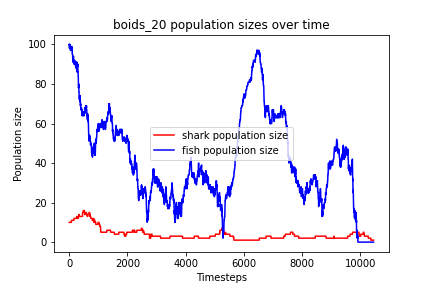 boids_20 population sizes over time
Population size
100
80
60
40
20
0
shark population size
fish population size
0
2000
4000
6000
8000
10000
Timesteps